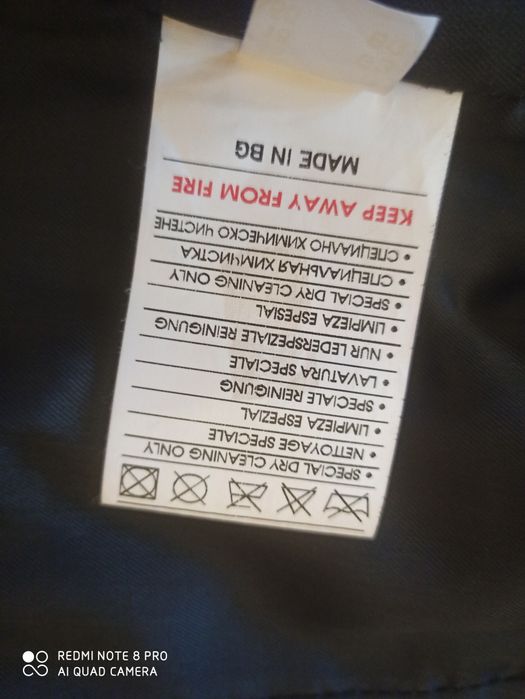 • SPECIAL DRY CLEANING ONLY
• NETTOYAGE SPECIALE
• LIMPIEZA ESPEZIAL
• SPECIALE REINIGUNG
• LAVATURA SPECIALE
• NUR LEDERSPEZIALE REINIGUNG
• LIMPIEZA ESPESIAL
• SPECIAL DRY CLEANING ONLY
• СПЕЦИАЛЬНАЯ ХИМЧИСТКА
• СПЕЦИАЛНО ХИМИЧЕСКО ЧИСТЕНЕ
KEEP AWAY FROM FIRE
MADE IN BG
REDMI NOTE 8 PRO
AI QUAD CAMERA